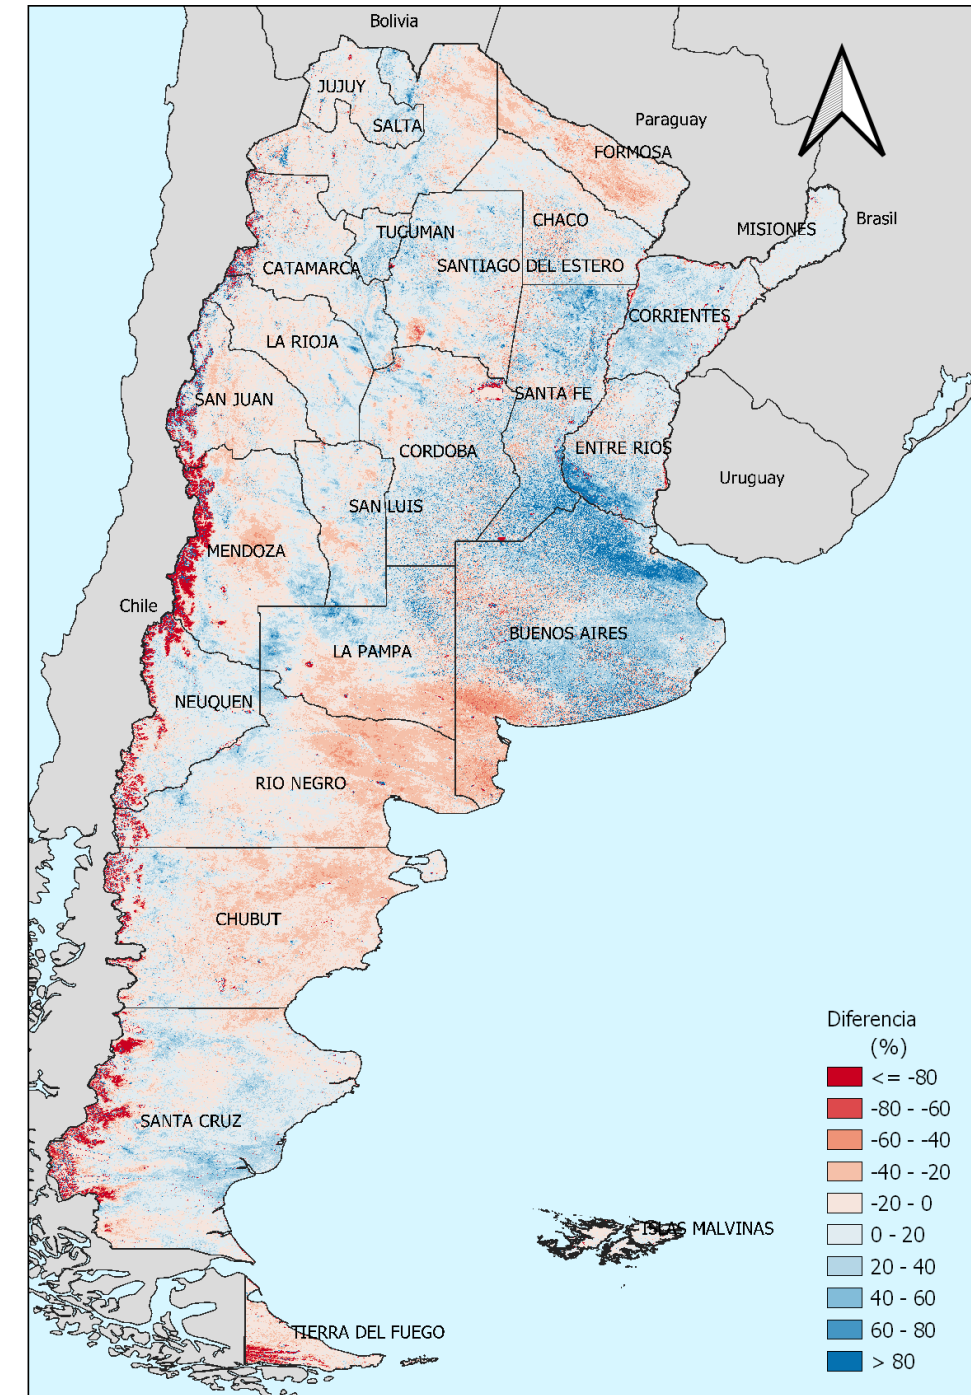 Bolivia
JUJUY
SALTA
Paraguay
FORMOSA
CHACO
MISIONES
Brasil
TUCUMAN
CATAMARCA
SANTIAGO DEL ESTERO
CORRIENTES
LA RIOJA
SAN JUAN
SANTA FE
CORDOBA
ENTRE RIOS
Uruguay
SAN LUIS
MENDOZA
Chile
BUENOS AIRES
LA PAMPA
NEUQUEN
RIO NEGRO
CHUBUT
SANTA CRUZ
ISLAS MALVINAS
TIERRA DEL FUEGO
Diferencia
(%)
<= -80
-80 - -60
-60 - -40
-40 - -20
-20 - 0
0 - 20
20 - 40
40 - 60
60 - 80
> 80